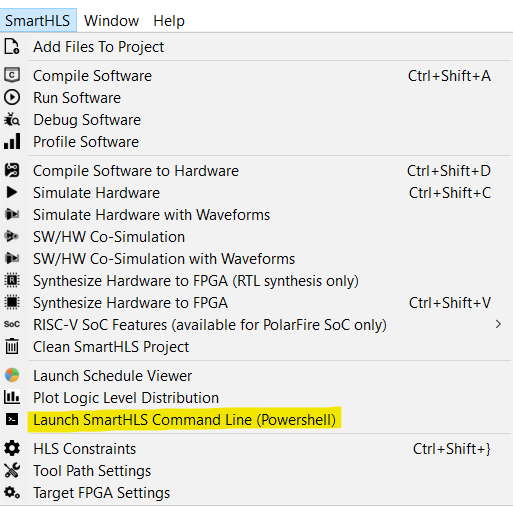 SmartHLS Window Help
Add Files To Project
Compile Software Ctrl+Shift+A
Run Software
Debug Software
Profile Software
Compile Software to Hardware Ctrl+Shift+D
Simulate Hardware Ctrl+Shift+C
Simulate Hardware with Waveforms
SW/HW Co-Simulation
SW/HW Co-Simulation with Waveforms
Synthesize Hardware to FPGA (RTL synthesis only)
Synthesize Hardware to FPGA Ctrl+Shift+V
SoC RISC-V SoC Features (available for PolarFire SoC only)
Clean SmartHLS Project
Launch Schedule Viewer
Plot Logic Level Distribution
Launch SmartHLS Command Line (Powershell)
HLS Constraints Ctrl+Shift+}
Tool Path Settings
Target FPGA Settings